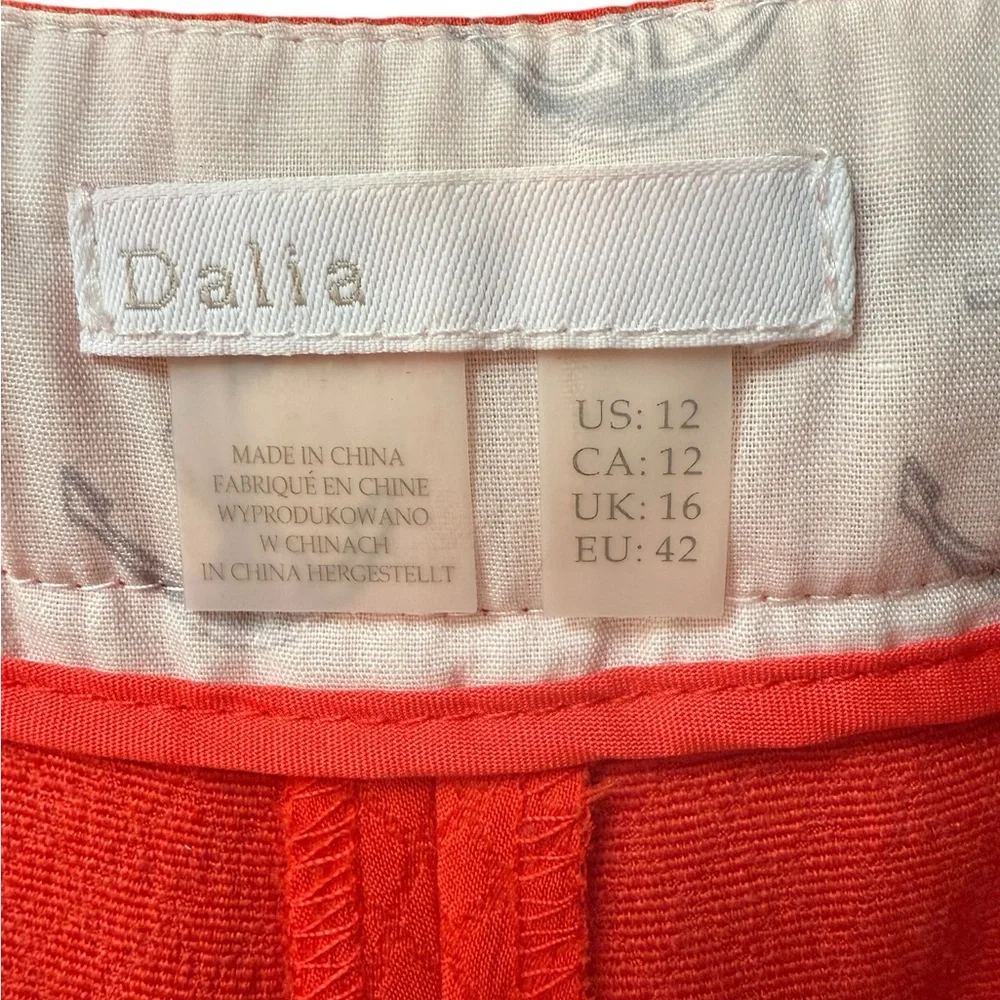 Dalia
MADE IN CHINA
FABRIQUÉ EN CHINE
WYPRODUKOWANO
W CHINACH
IN CHINA HERGESTELLT
US: 12
CA: 12
UK: 16
EU: 42